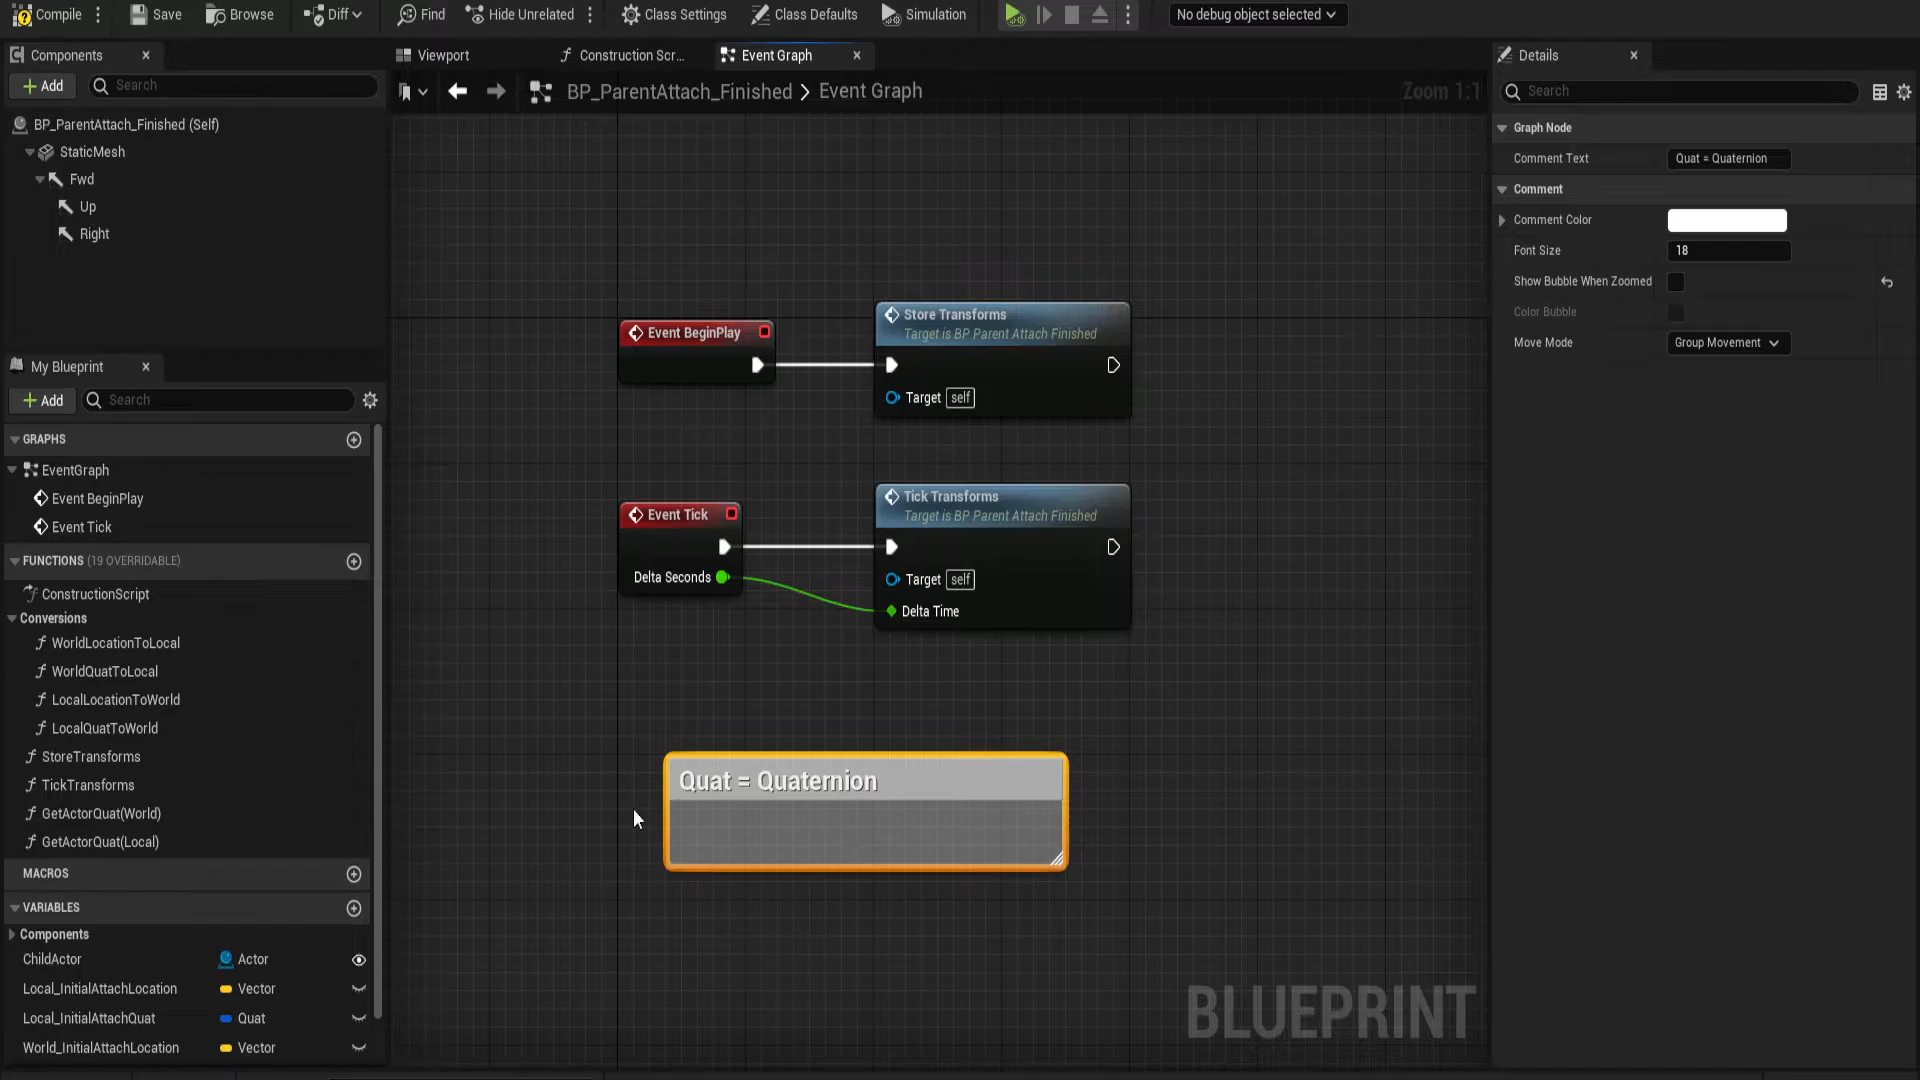 Compile
Save
Browse
Diff
Find
Hide Unrelated
Class Settings
Class Defaults
Simulation
No debug object selected
Components
Add
Search
BP_ParentAttach_Finished (Self)
StaticMesh
Fwd
Up
Right
My Blueprint
Add
Search
GRAPHS
EventGraph
Event BeginPlay
Event Tick
FUNCTIONS (19 OVERRIDABLE)
ConstructionScript
Conversions
WorldLocationToLocal
WorldQuatToLocal
LocalLocationToWorld
LocalQuatToWorld
StoreTransforms
TickTransforms
GetActorQuat(World)
GetActorQuat(Local)
MACROS
VARIABLES
Components
ChildActor Actor
Local_InitialAttachLocation Vector
Local_InitialAttachQuat Quat
World_InitialAttachLocation Vector
Viewport
Construction Scr...
Event Graph
BP_ParentAttach_Finished > Event Graph
Zoom 1:1
Event BeginPlay
Store Transforms
Target is BP Parent Attach Finished
Target self
Event Tick
Delta Seconds
Tick Transforms
Target is BP Parent Attach Finished
Target self
Delta Time
Quat = Quaternion
BLUEPRINT
Details
Search
Graph Node
Comment Text Quat = Quaternion
Comment
Comment Color
Font Size 18
Show Bubble When Zoomed
Color Bubble
Move Mode Group Movement